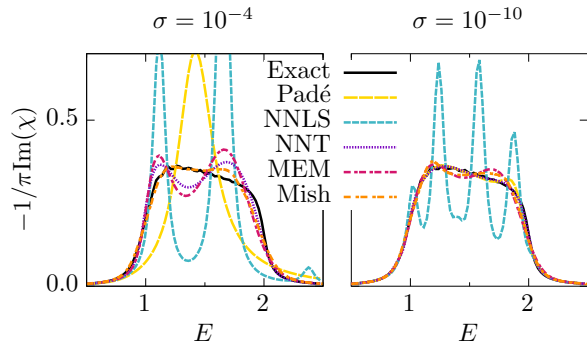 σ = 10⁻⁴
σ = 10⁻¹⁰
−1/πIm(χ)
0.5
0.0
Exact
Padé
NNLS
NNT
MEM
Mish
1 2
1 2
E
E